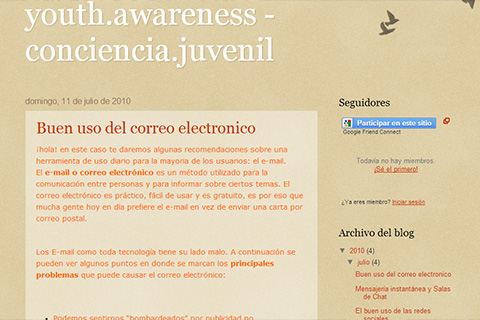 youth.awareness -
conciencia.juvenil
domingo, 11 de julio de 2010
Buen uso del correo electronico
¡hola! en este caso te daremos algunas recomendaciones sobre una
herramienta de uso diario para la mayoria de los usuarios: el e-mail.
El e-mail o correo electrónico es un método utilizado para la
comunicación entre personas y para informar sobre ciertos temas. El
correo electrónico es práctico, fácil de usar y es gratuito, es por eso que
mucha gente hoy en día prefiere el e-mail en vez de enviar una carta por
correo postal.
Los E-mail como toda tecnología tiene su lado malo. A continuación se
pueden ver algunos puntos en donde se marcan los principales
problemas que puede causar el correo electrónico:
Podemos sentirnos "bombardeados" por publicidad no
Seguidores
Participar en este sitio
Google Friend Connect
Todavía no hay miembros.
¡Sé el primero!
¿Ya eres miembro? Iniciar sesión
Archivo del blog
▼ 2010 (4)
▼ julio (4)
Buen uso del correo electronico
Mensajería instantánea y Salas
de Chat
El buen uso de las redes
sociales